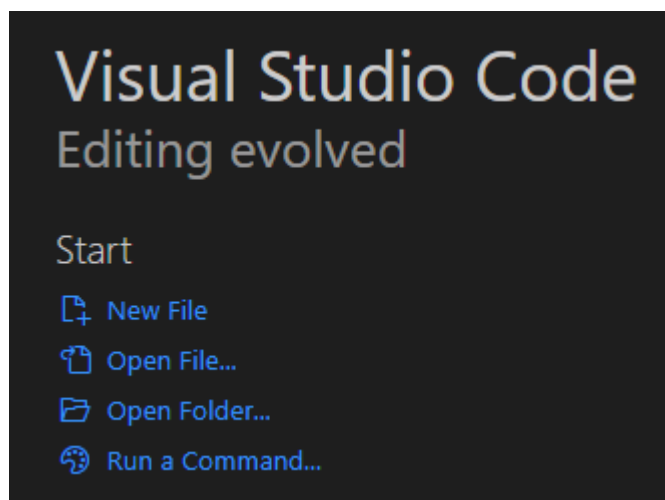 Visual Studio Code
Editing evolved
Start
New File
Open File...
Open Folder...
Run a Command...